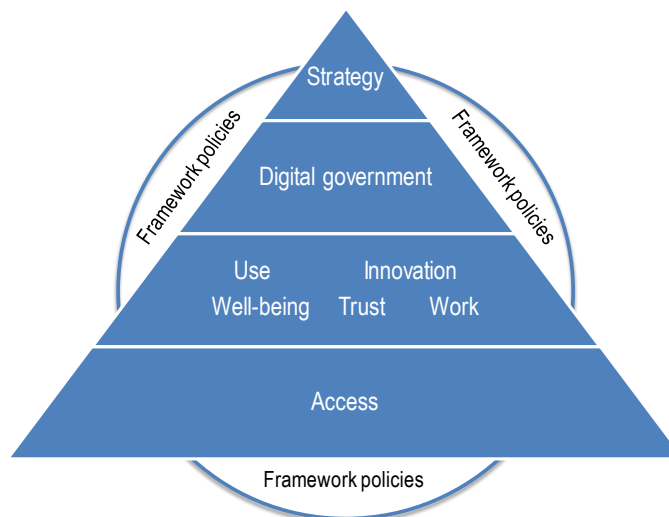 Strategy
Framework policies
Framework policies
Digital government
Use Innovation
Well-being Trust Work
Access
Framework policies